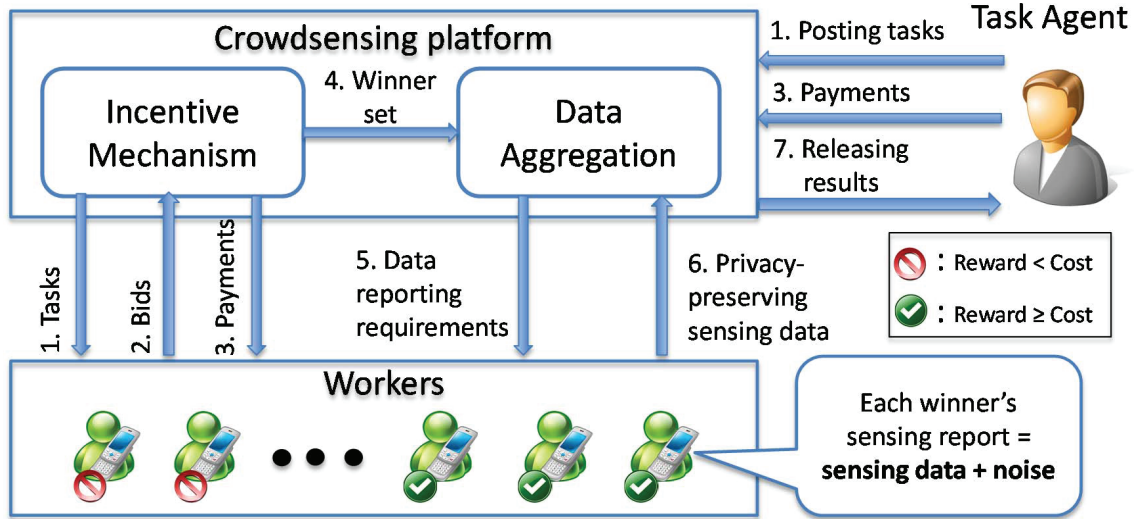 Crowdsensing platform
Task Agent
Incentive
Mechanism
4. Winner
set
Data
Aggregation
1. Posting tasks
3. Payments
7. Releasing
results
1. Tasks
2. Bids
3. Payments
5. Data
reporting
requirements
6. Privacy-
preserving
sensing data
: Reward < Cost
: Reward ≥ Cost
Workers
Each winner's
sensing report =
sensing data + noise